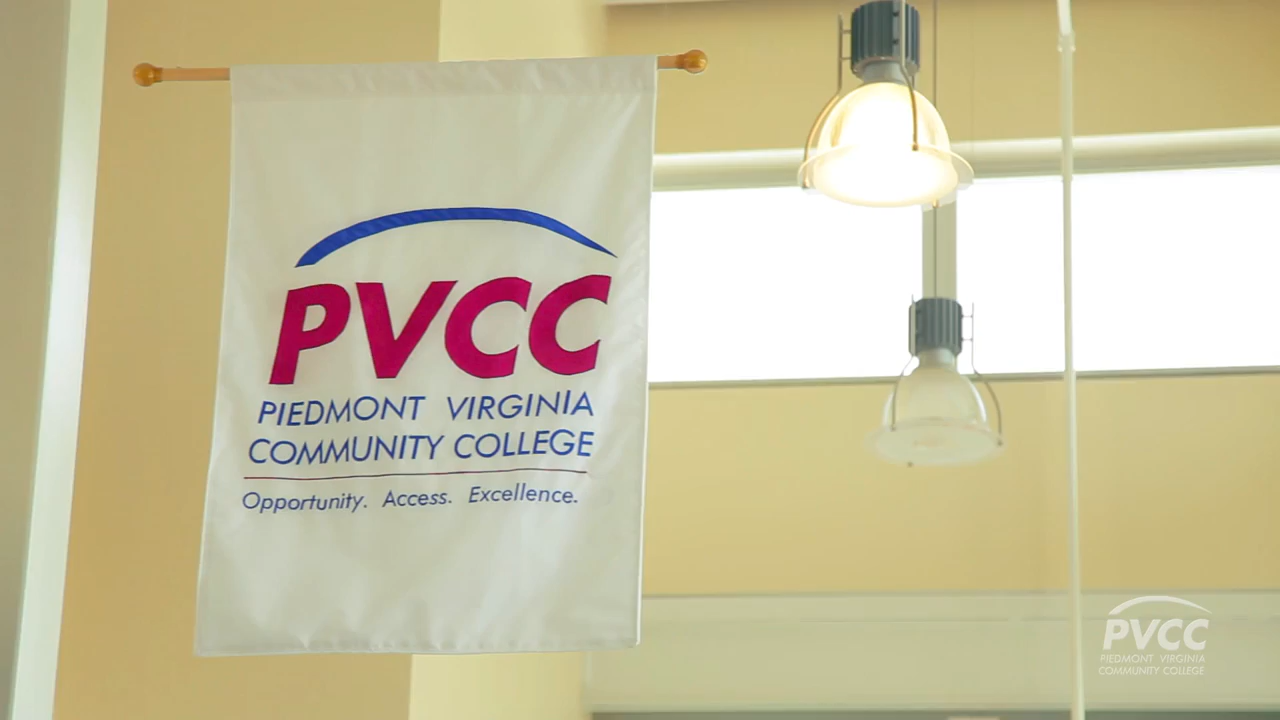 PVCC
PIEDMONT VIRGINIA
COMMUNITY COLLEGE
Opportunity. Access. Excellence.
PVCC
PIEDMONT VIRGINIA
COMMUNITY COLLEGE